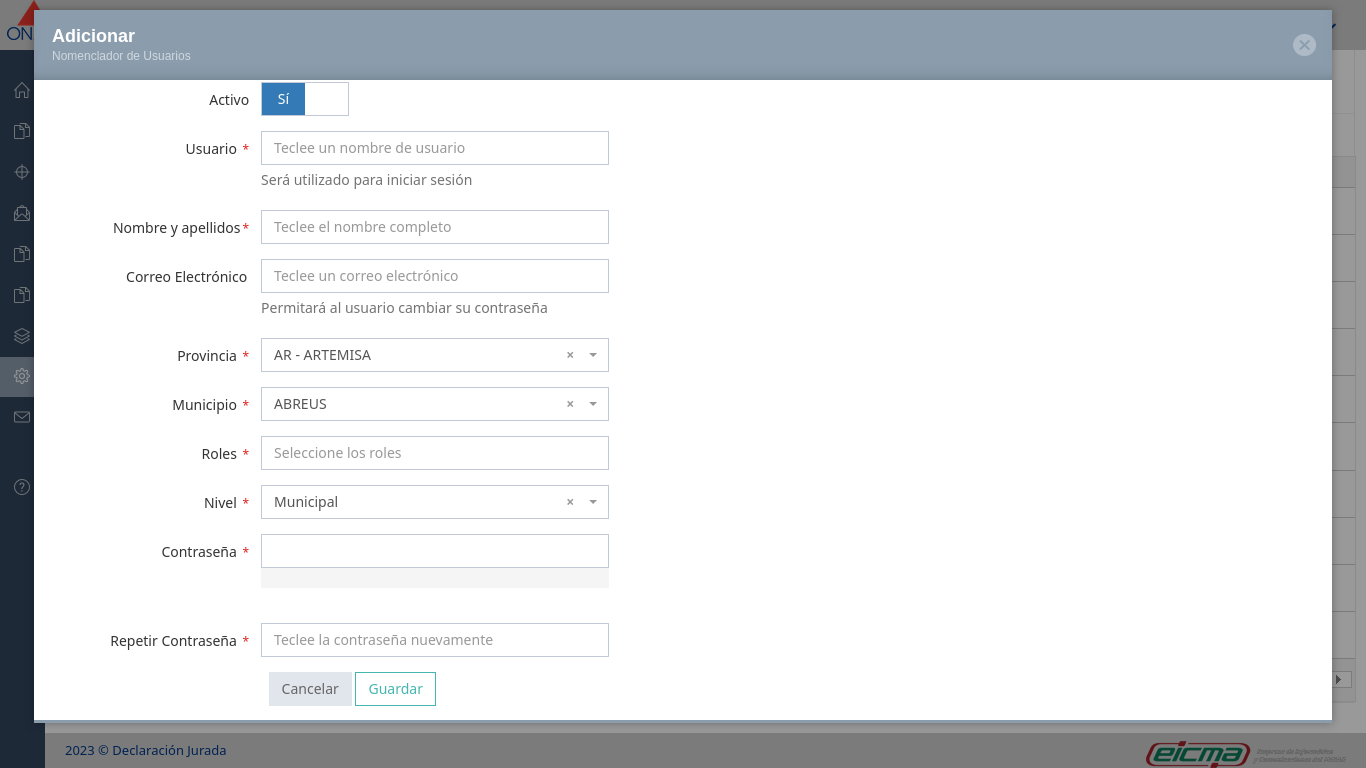 ON
Adicionar
Nomenclador de Usuarios
Activo
Sí
Usuario *
Teclee un nombre de usuario
Será utilizado para iniciar sesión
Nombre y apellidos *
Teclee el nombre completo
Correo Electrónico
Teclee un correo electrónico
Permitará al usuario cambiar su contraseña
Provincia *
AR - ARTEMISA
Municipio *
ABREUS
Roles *
Seleccione los roles
Nivel *
Municipal
Contraseña *
Repetir Contraseña *
Teclee la contraseña nuevamente
Cancelar
Guardar
2023 © Declaración Jurada
eicma